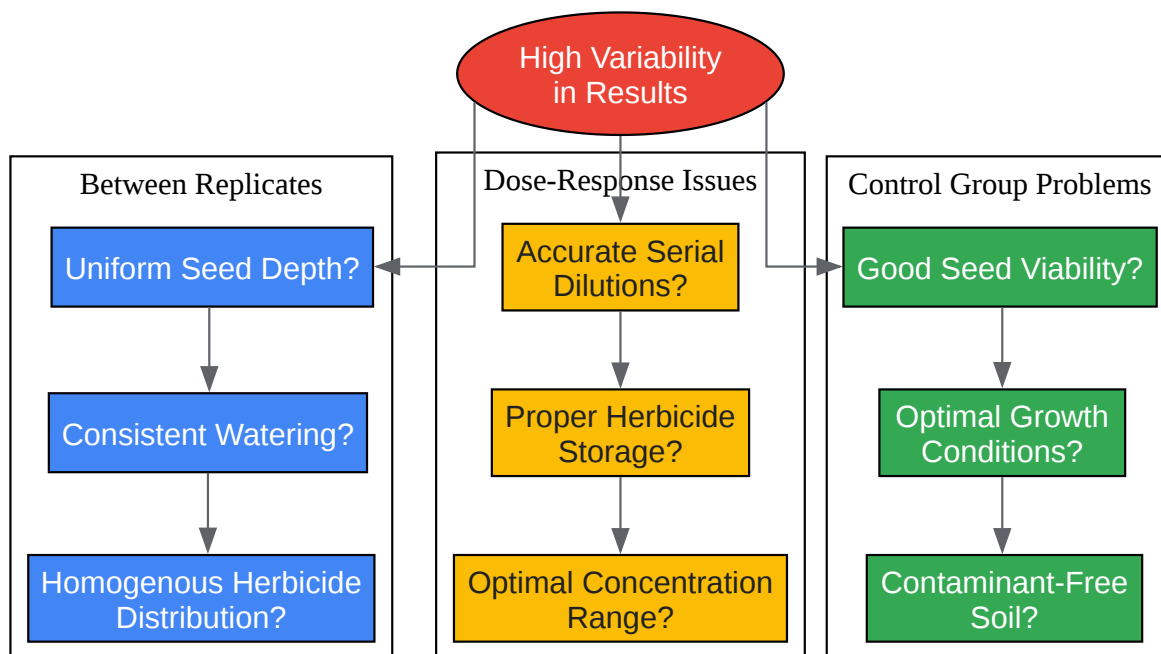 High Variability
in Results
Between Replicates
Uniform Seed Depth?
Consistent Watering?
Homogenous Herbicide
Distribution?
Dose-Response Issues
Accurate Serial
Dilutions?
Proper Herbicide
Storage?
Optimal Concentration
Range?
Control Group Problems
Good Seed Viability?
Optimal Growth
Conditions?
Contaminant-Free
Soil?